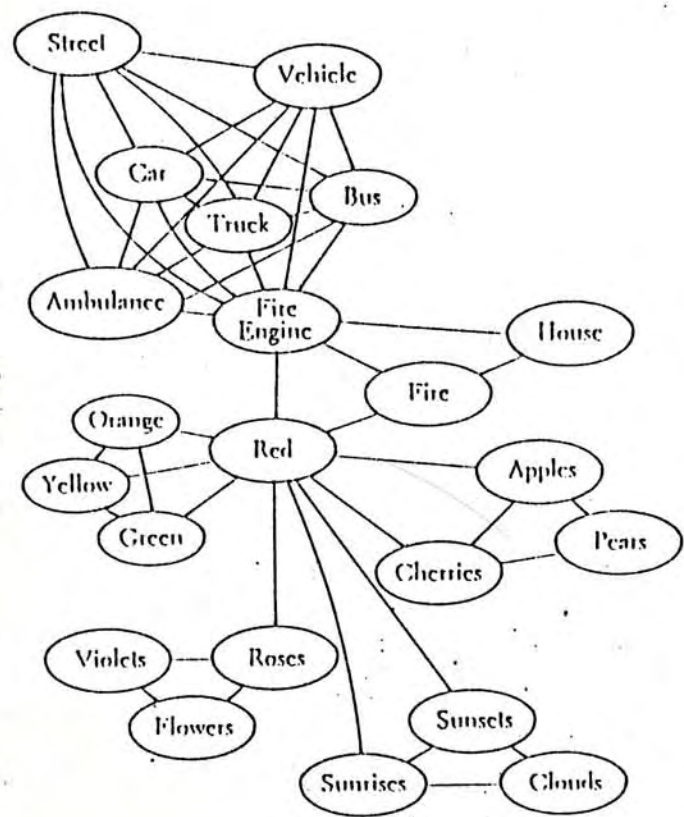 Street
Vehicle
Car
Bus
Truck
Ambulance
Fire
Engine
House
Fire
Orange
Red
Apples
Yellow
Green
Pears
Cherries
Violets
Roses
Flowers
Sunsets
Sunrises
Clouds